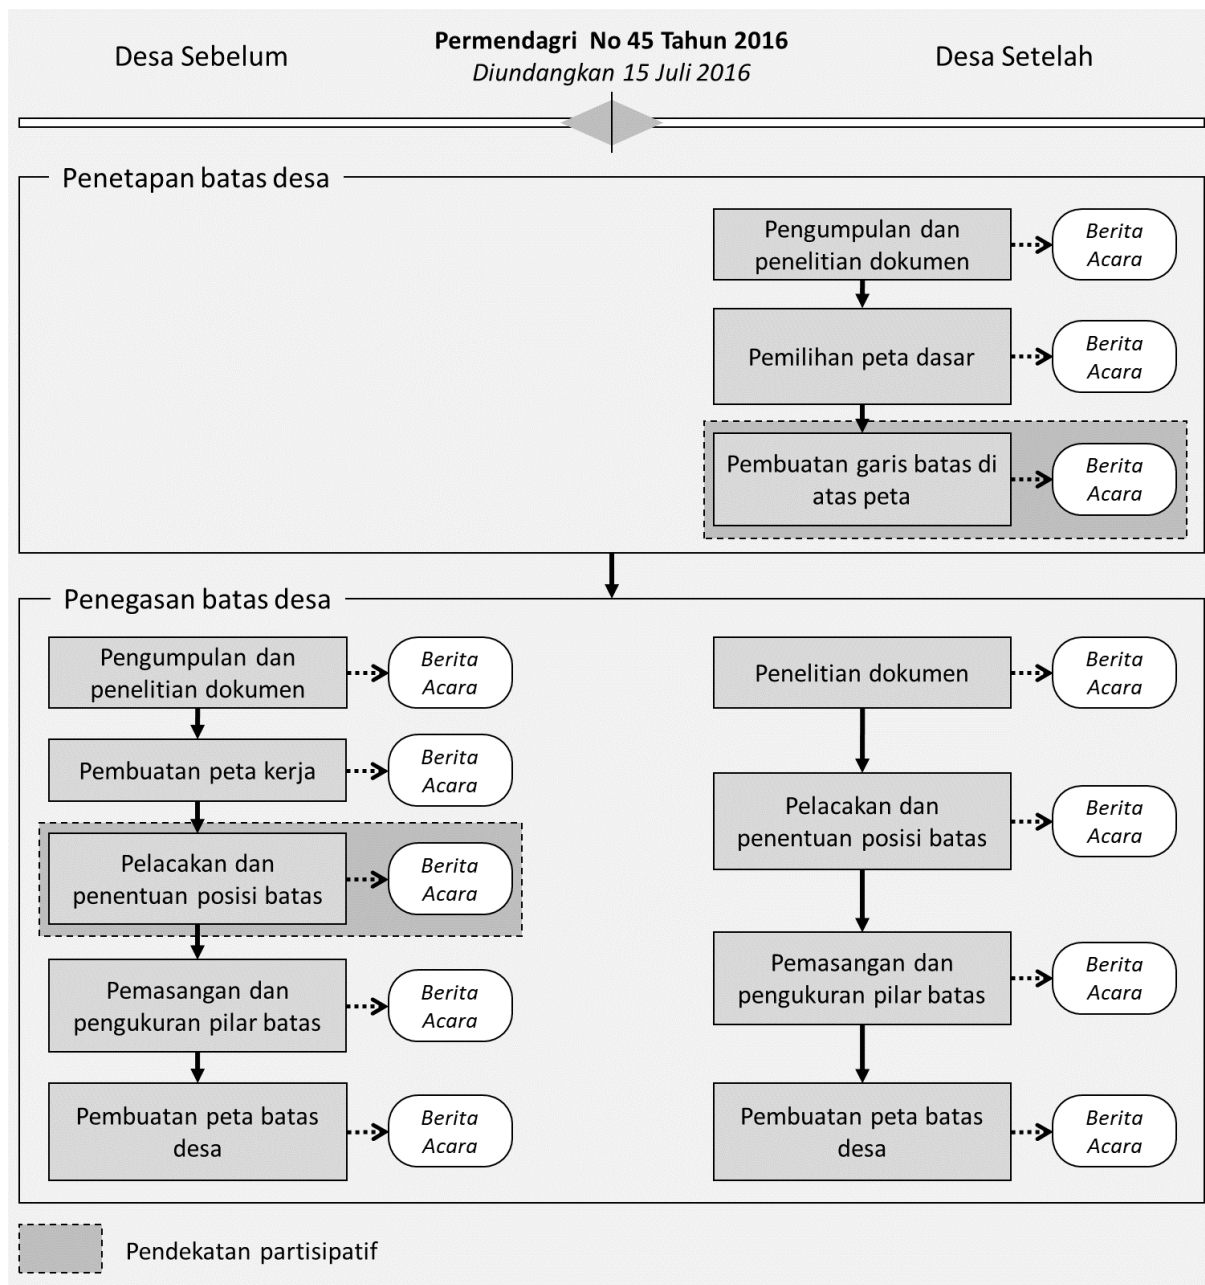 Desa Sebelum
Permendagri No 45 Tahun 2016
Diundangkan 15 Juli 2016
Desa Setelah
Penetapan batas desa
Pengumpulan dan
penelitian dokumen
Berita
Acara
Pemilihan peta dasar
Berita
Acara
Pembuatan garis batas di
atas peta
Berita
Acara
Penegasan batas desa
Pengumpulan dan
penelitian dokumen
Berita
Acara
Pembuatan peta kerja
Berita
Acara
Pelacakan dan
penentuan posisi batas
Berita
Acara
Pemasangan dan
pengukuran pilar batas
Berita
Acara
Pembuatan peta batas
desa
Berita
Acara
Penelitian dokumen
Berita
Acara
Pelacakan dan
penentuan posisi batas
Berita
Acara
Pemasangan dan
pengukuran pilar batas
Berita
Acara
Pembuatan peta batas
desa
Berita
Acara
Pendekatan partisipatif